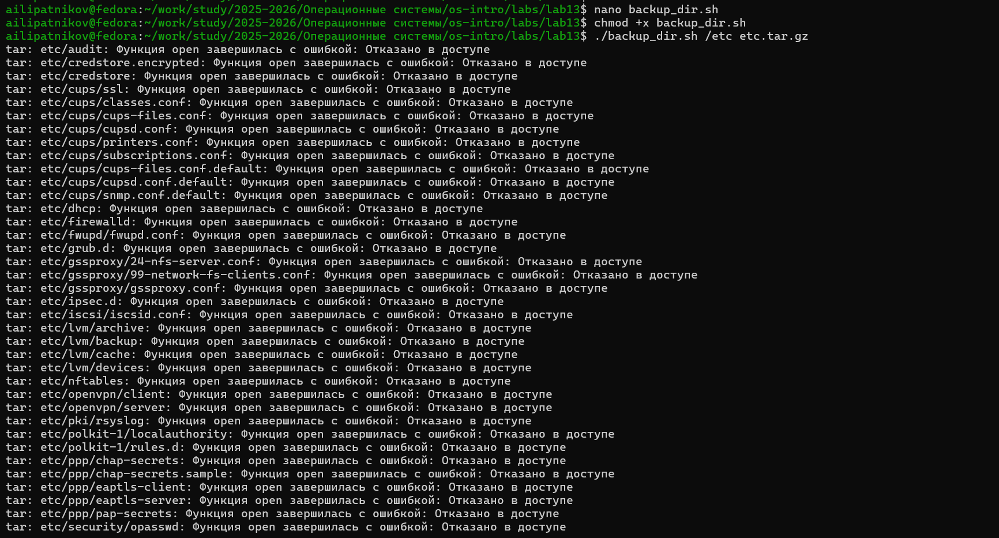 ailipatnikov@fedora:~/work/study/2025-2026/Операционные системы/os-intro/labs/lab13$ nano backup_dir.sh
ailipatnikov@fedora:~/work/study/2025-2026/Операционные системы/os-intro/labs/lab13$ chmod +x backup_dir.sh
ailipatnikov@fedora:~/work/study/2025-2026/Операционные системы/os-intro/labs/lab13$ ./backup_dir.sh /etc etc.tar.gz
tar: etc/audit: Функция open завершилась с ошибкой: Отказано в доступе
tar: etc/credstore.encrypted: Функция open завершилась с ошибкой: Отказано в доступе
tar: etc/credstore: Функция open завершилась с ошибкой: Отказано в доступе
tar: etc/cups/ssl: Функция open завершилась с ошибкой: Отказано в доступе
tar: etc/cups/classes.conf: Функция open завершилась с ошибкой: Отказано в доступе
tar: etc/cups/cups-files.conf: Функция open завершилась с ошибкой: Отказано в доступе
tar: etc/cups/cupsd.conf: Функция open завершилась с ошибкой: Отказано в доступе
tar: etc/cups/printers.conf: Функция open завершилась с ошибкой: Отказано в доступе
tar: etc/cups/subscriptions.conf: Функция open завершилась с ошибкой: Отказано в доступе
tar: etc/cups/cups-files.conf.default: Функция open завершилась с ошибкой: Отказано в доступе
tar: etc/cups/cupsd.conf.default: Функция open завершилась с ошибкой: Отказано в доступе
tar: etc/cups/snmp.conf.default: Функция open завершилась с ошибкой: Отказано в доступе
tar: etc/dhcp: Функция open завершилась с ошибкой: Отказано в доступе
tar: etc/firewalld: Функция open завершилась с ошибкой: Отказано в доступе
tar: etc/fwupd/fwupd.conf: Функция open завершилась с ошибкой: Отказано в доступе
tar: etc/grub.d: Функция open завершилась с ошибкой: Отказано в доступе
tar: etc/gssproxy/24-nfs-server.conf: Функция open завершилась с ошибкой: Отказано в доступе
tar: etc/gssproxy/99-network-fs-clients.conf: Функция open завершилась с ошибкой: Отказано в доступе
tar: etc/gssproxy/gssproxy.conf: Функция open завершилась с ошибкой: Отказано в доступе
tar: etc/ipsec.d: Функция open завершилась с ошибкой: Отказано в доступе
tar: etc/iscsi/iscsid.conf: Функция open завершилась с ошибкой: Отказано в доступе
tar: etc/lvm/archive: Функция open завершилась с ошибкой: Отказано в доступе
tar: etc/lvm/backup: Функция open завершилась с ошибкой: Отказано в доступе
tar: etc/lvm/cache: Функция open завершилась с ошибкой: Отказано в доступе
tar: etc/lvm/devices: Функция open завершилась с ошибкой: Отказано в доступе
tar: etc/nftables: Функция open завершилась с ошибкой: Отказано в доступе
tar: etc/openvpn/client: Функция open завершилась с ошибкой: Отказано в доступе
tar: etc/openvpn/server: Функция open завершилась с ошибкой: Отказано в доступе
tar: etc/pki/rsyslog: Функция open завершилась с ошибкой: Отказано в доступе
tar: etc/polkit-1/localauthority: Функция open завершилась с ошибкой: Отказано в доступе
tar: etc/polkit-1/rules.d: Функция open завершилась с ошибкой: Отказано в доступе
tar: etc/ppp/chap-secrets: Функция open завершилась с ошибкой: Отказано в доступе
tar: etc/ppp/chap-secrets.sample: Функция open завершилась с ошибкой: Отказано в доступе
tar: etc/ppp/eaptls-client: Функция open завершилась с ошибкой: Отказано в доступе
tar: etc/ppp/eaptls-server: Функция open завершилась с ошибкой: Отказано в доступе
tar: etc/ppp/pap-secrets: Функция open завершилась с ошибкой: Отказано в доступе
tar: etc/security/opasswd: Функция open завершилась с ошибкой: Отказано в доступе